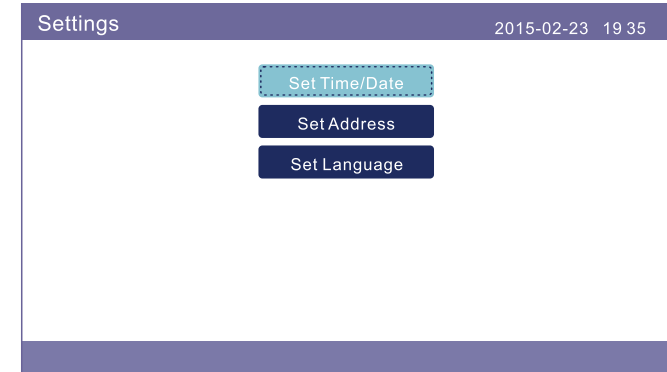 Settings
2015-02-23 19 35
Set Time/Date
Set Address
Set Language